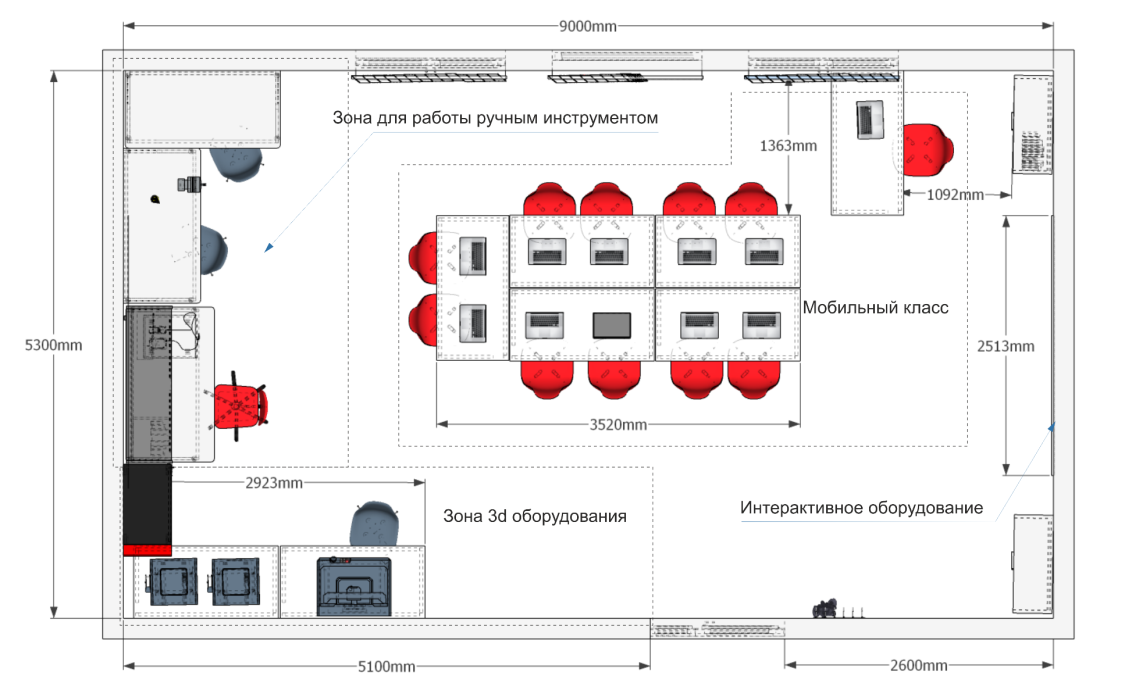 9000mm
Зона для работы ручным инструментом
1363mm
1092mm
Мобильный класс
5300mm
2513mm
3520mm
2923mm
Зона 3d оборудования
Интерактивное оборудование
5100mm
2600mm